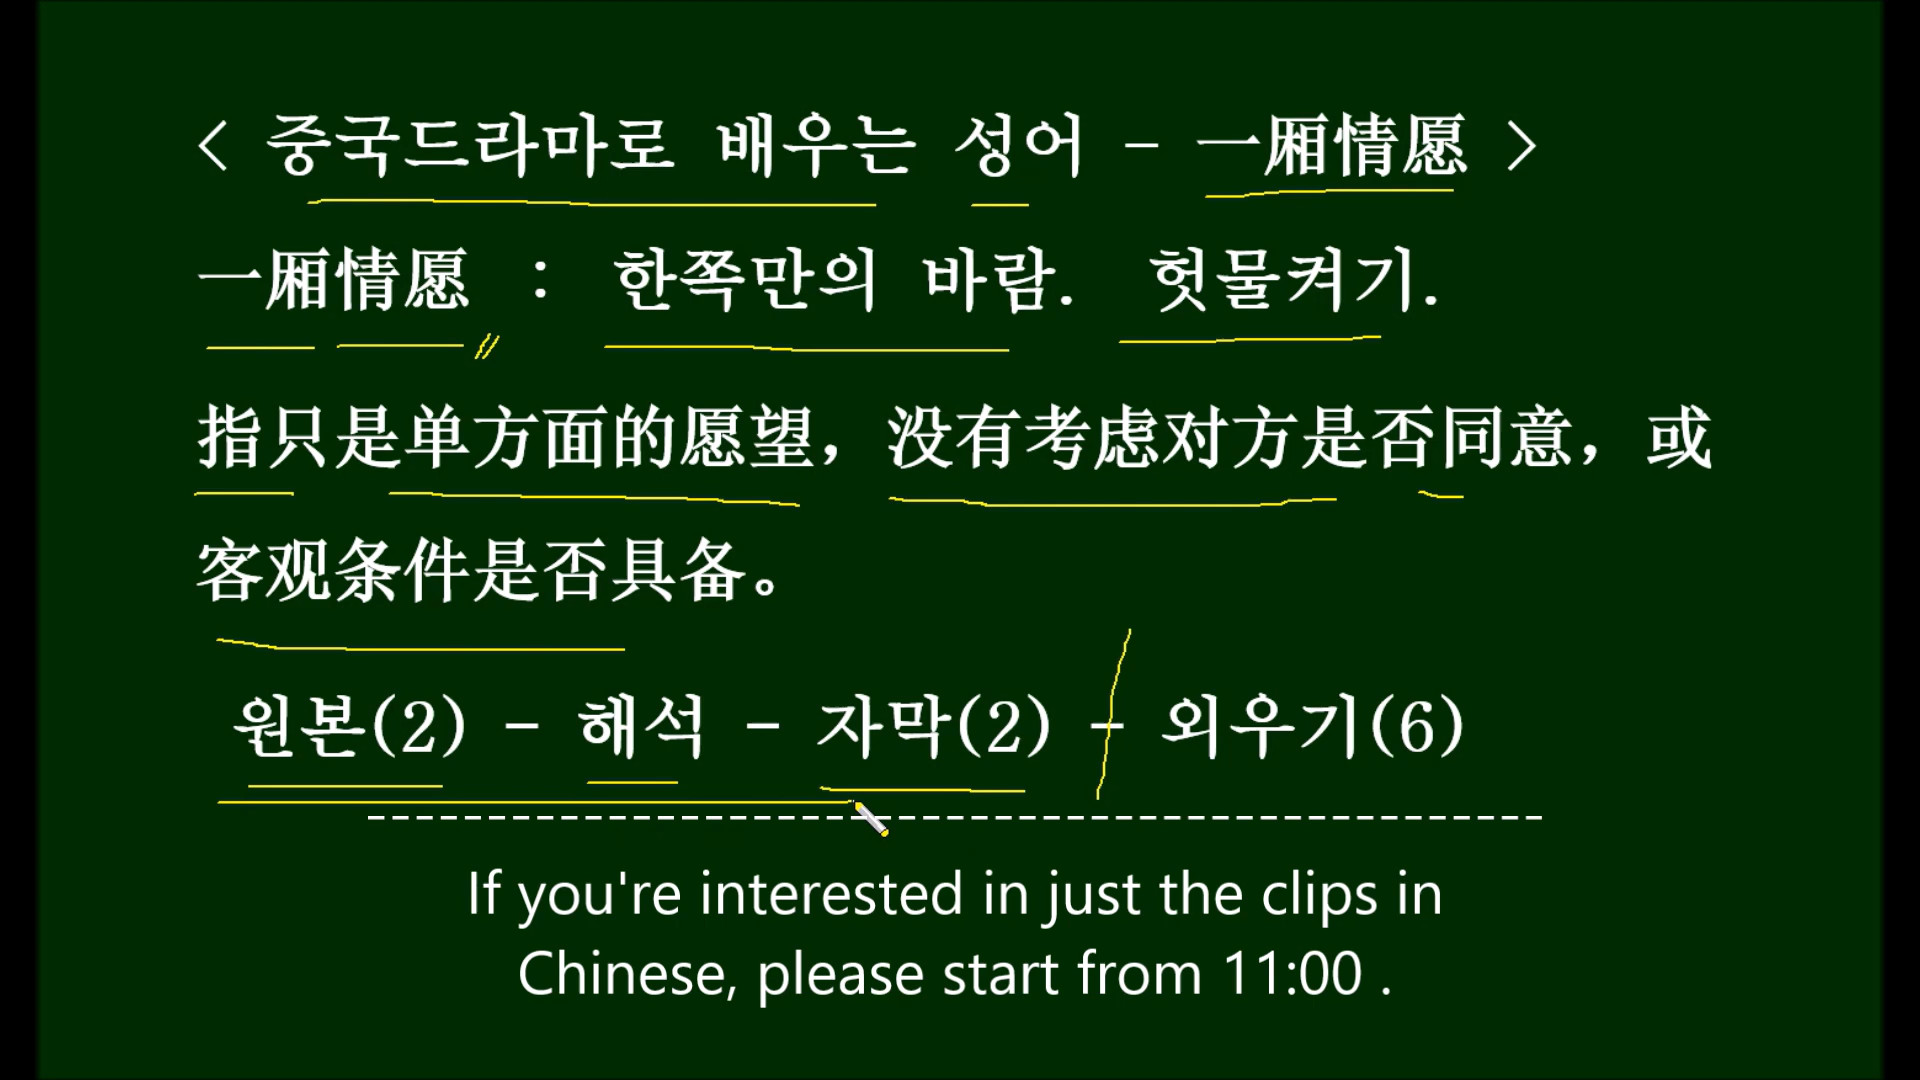 < 중국드라마로 배우는 성어 - 一厢情愿 >
一厢情愿 : 한쪽만의 바람. 헛물켜기.
指只是单方面的愿望，没有考虑对方是否同意，或
客观条件是否具备。
원본(2) - 해석 - 자막(2) - 외우기(6)
If you're interested in just the clips in
Chinese, please start from 11:00 .